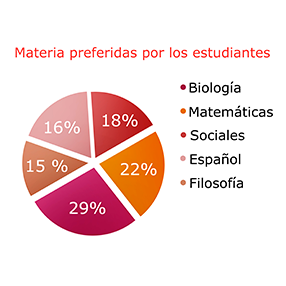 Materia preferidas por los estudiantes
16%
18%
15 %
22%
29%
Biología
Matemáticas
Sociales
Español
Filosofía